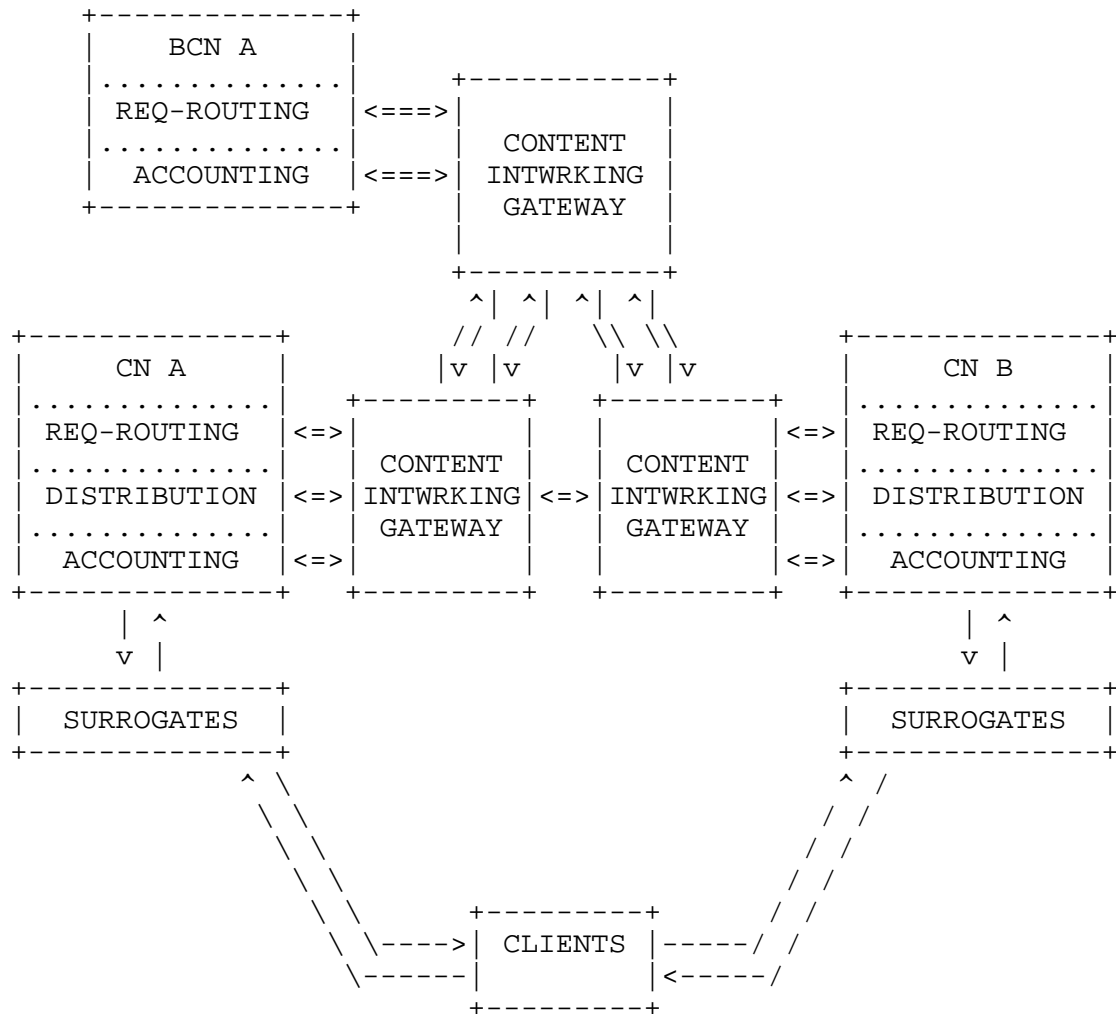 BCN A
REQ-ROUTING <===>
CONTENT
ACCOUNTING <===> INTWRKING
GATEWAY
CN A CN B
REQ-ROUTING <=> <=> REQ-ROUTING
CONTENT CONTENT
DISTRIBUTION <=> INTWRKING <=> INTWRKING <=> DISTRIBUTION
GATEWAY GATEWAY
ACCOUNTING <=> <=> ACCOUNTING
SURROGATES SURROGATES
CLIENTS